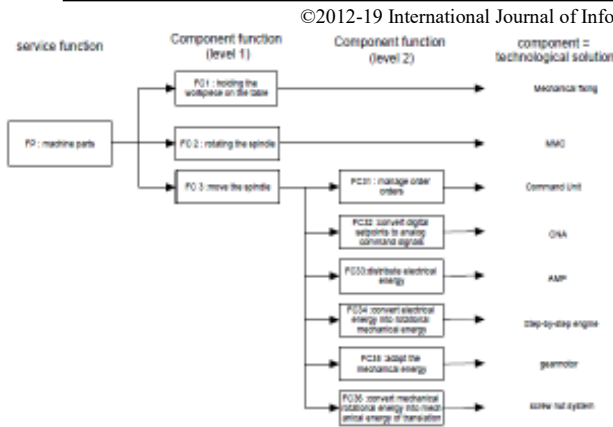 ©2012-19 International Journal of Info
service function
Component function
(level 1)
Component function
(level 2)
component =
technological solution
FP : machine parts
FC1 : holding the
workpiece on the table
Mechanical fixing
FC 2 : rotating the spindle
MMC
FC 3 :move the spindle
FC31 : manage order
orders
Command Unit
FC32 :convert digital
setpoints to analog
command signals
CNA
FC33:distribute electrical
energy
AMP
FC34 :convert electrical
energy into rotational
mechanical energy
Step-by-step engine
FC35 :adapt the
mechanical energy
gearmotor
FC36 :convert mechanical
rotational energy into mech
anical energy of translation
screw nut system